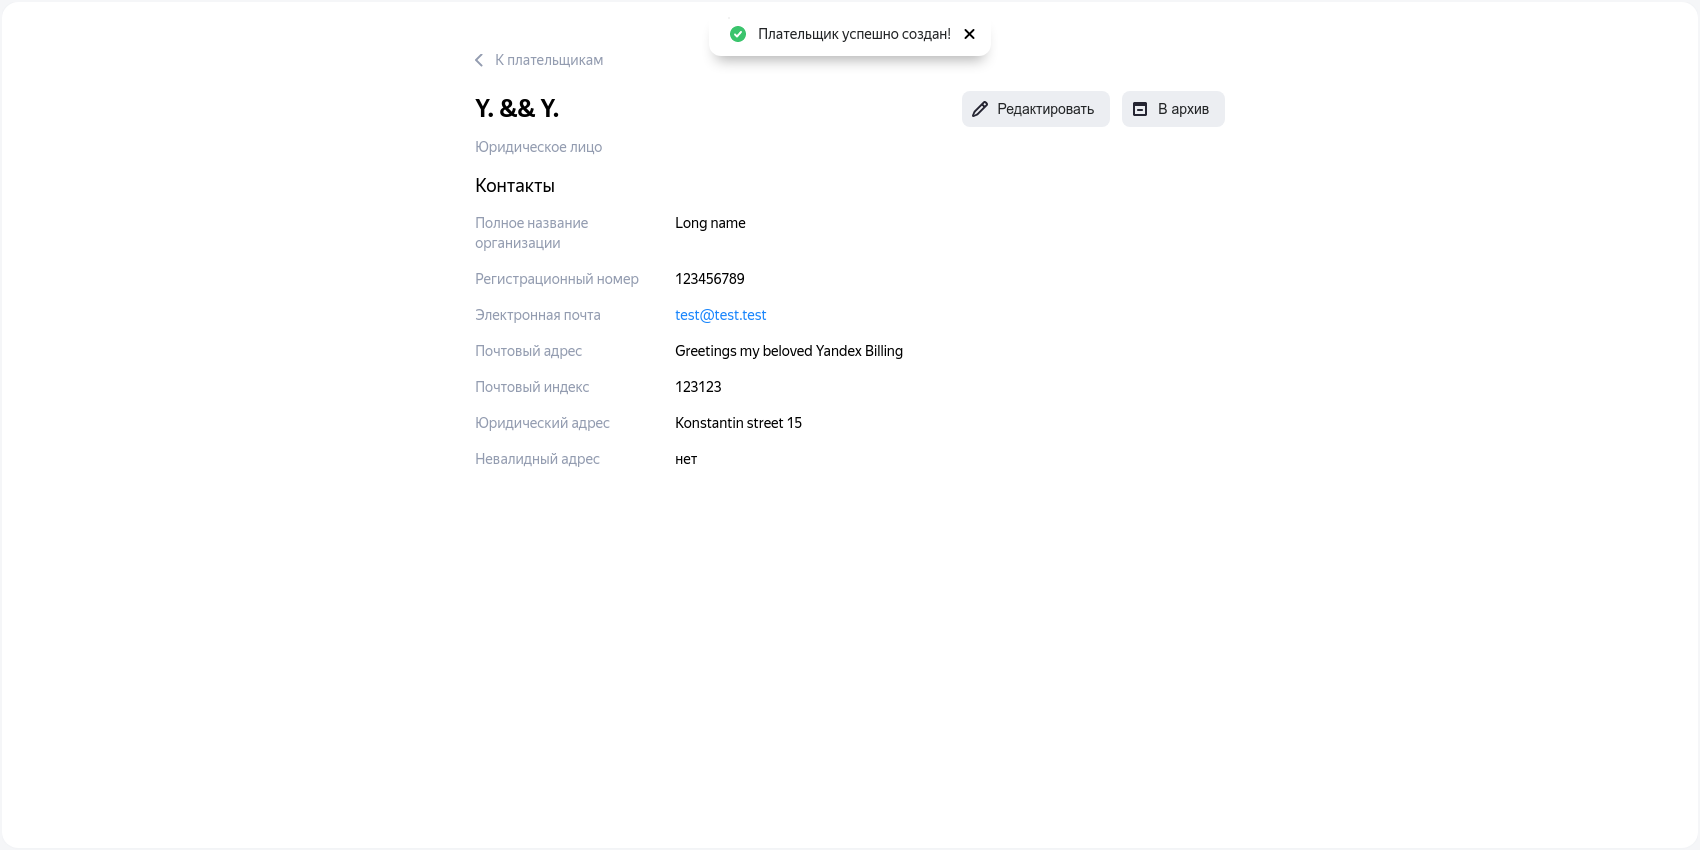 Плательщик успешно создан!
К плательщикам
Y. && Y.
Редактировать
В архив
Юридическое лицо
Контакты
Полное название
организации
Long name
Регистрационный номер
123456789
Электронная почта
test@test.test
Почтовый адрес
Greetings my beloved Yandex Billing
Почтовый индекс
123123
Юридический адрес
Konstantin street 15
Невалидный адрес
нет